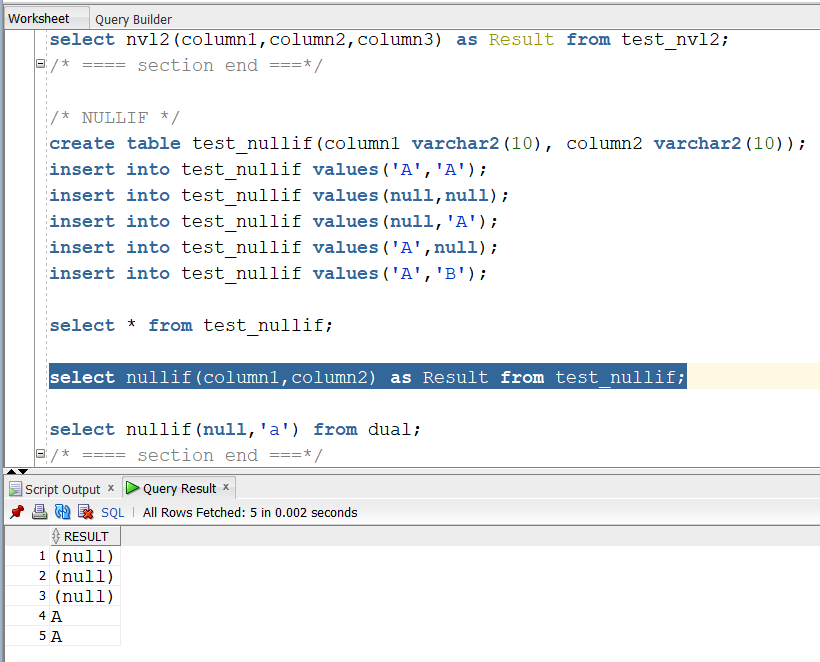 Worksheet Query Builder
select nvl2(column1,column2,column3) as Result from test_nvl2;
/* ==== section end ===*/
/* NULLIF */
create table test_nullif(column1 varchar2(10), column2 varchar2(10));
insert into test_nullif values('A','A');
insert into test_nullif values(null,null);
insert into test_nullif values(null,'A');
insert into test_nullif values('A',null);
insert into test_nullif values('A','B');
select * from test_nullif;
select nullif(column1,column2) as Result from test_nullif;
select nullif(null,'a') from dual;
/* ==== section end ===*/
Script Output x Query Result x
SQL | All Rows Fetched: 5 in 0.002 seconds
RESULT
1 (null)
2 (null)
3 (null)
4 A
5 A